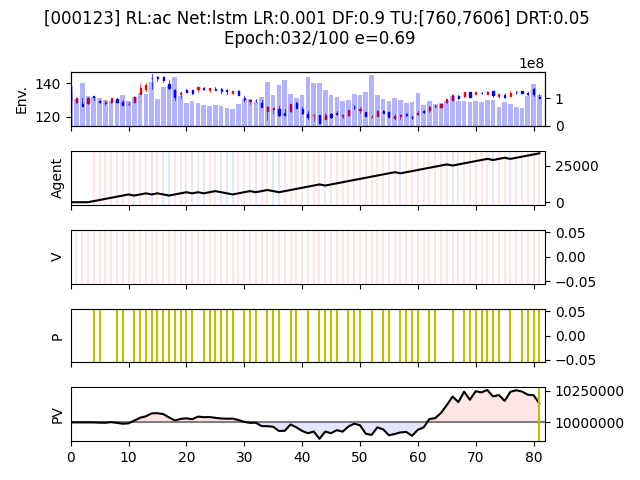 [000123] RL:ac Net:lstm LR:0.001 DF:0.9 TU:[760,7606] DRT:0.05
Epoch:032/100 e=0.69
1e8
Env.
140
120
1
0
Agent
25000
0
V
0.05
0.00
−0.05
P
0.05
0.00
−0.05
PV
10250000
10000000
0 10 20 30 40 50 60 70 80